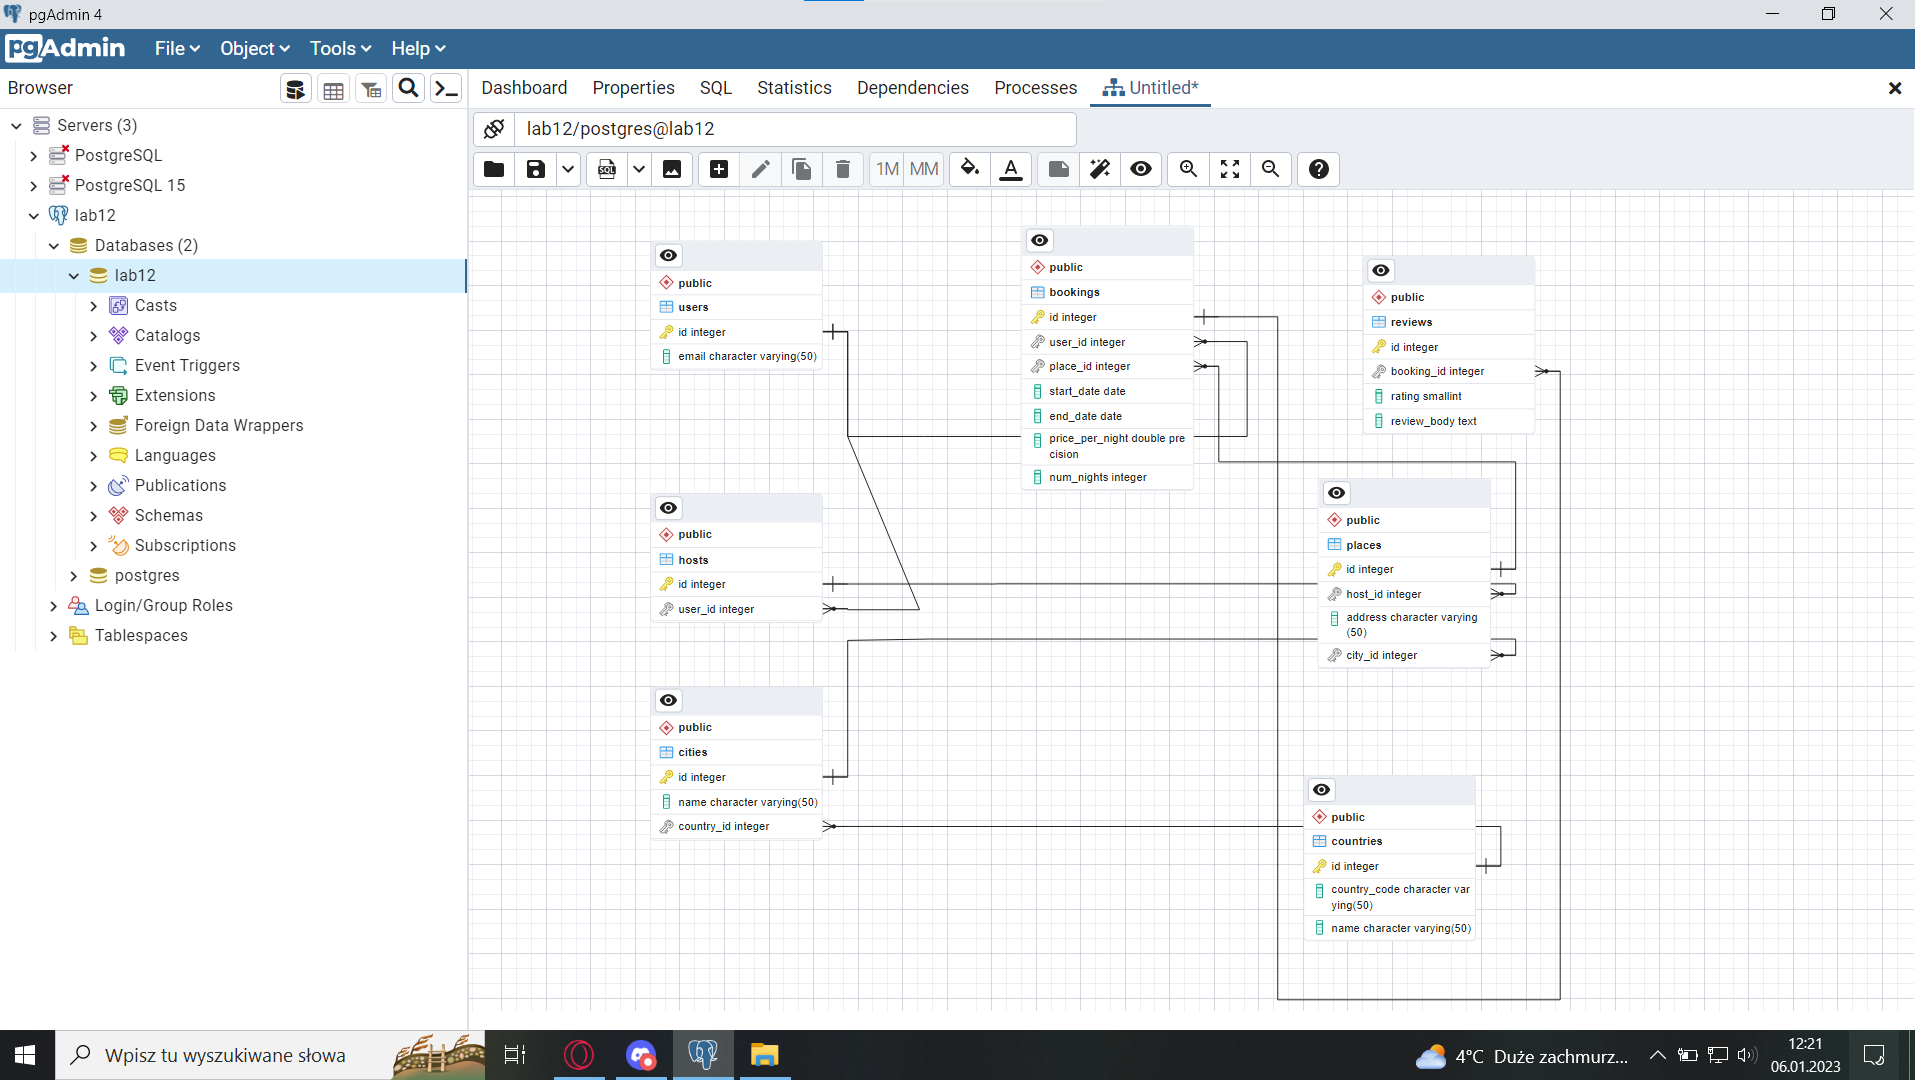 pgAdmin 4
pgAdmin
File
Object
Tools
Help
Browser
Dashboard
Properties
SQL
Statistics
Dependencies
Processes
Untitled*
Servers (3)
PostgreSQL
PostgreSQL 15
lab12
Databases (2)
lab12
Casts
Catalogs
Event Triggers
Extensions
Foreign Data Wrappers
Languages
Publications
Schemas
Subscriptions
postgres
Login/Group Roles
Tablespaces
lab12/postgres@lab12
SQL
1M
MM
A
public
users
id integer
email character varying(50)
public
bookings
id integer
user_id integer
place_id integer
start_date date
end_date date
price_per_night double pre
cision
num_nights integer
public
reviews
id integer
booking_id integer
rating smallint
review_body text
public
hosts
id integer
user_id integer
public
places
id integer
host_id integer
address character varying
(50)
city_id integer
public
cities
id integer
name character varying(50)
country_id integer
public
countries
id integer
country_code character var
ying(50)
name character varying(50)
Wpisz tu wyszukiwane słowa
4°C Duże zachmurz...
12:21
06.01.2023